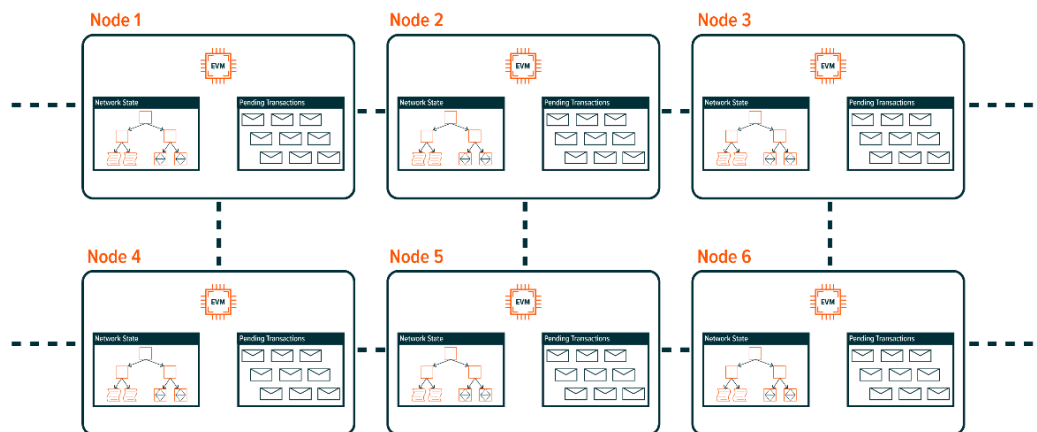 Node 1
Node 2
Node 3
EVM
EVM
EVM
Network State
Pending Transactions
Network State
Pending Transactions
Network State
Pending Transactions
Node 4
Node 5
Node 6
EVM
EVM
EVM
Network State
Pending Transactions
Network State
Pending Transactions
Network State
Pending Transactions